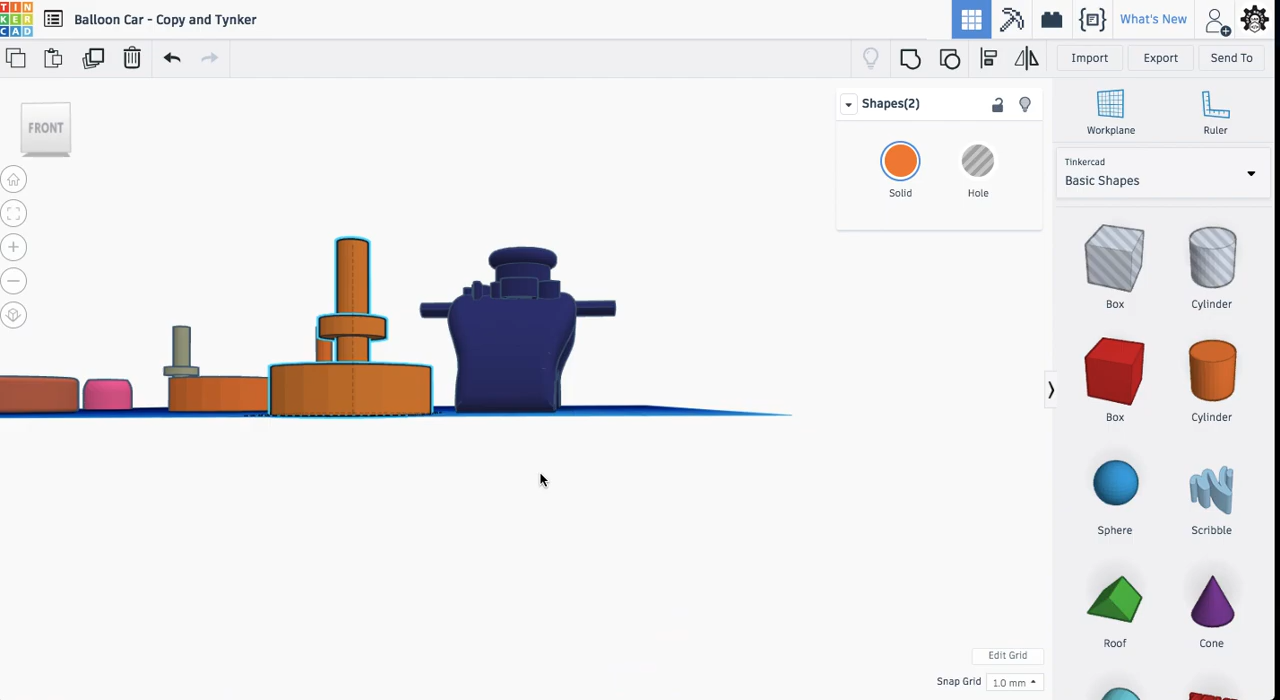 TIN
KER
CAD
Balloon Car - Copy and Tynker
What's New
Import
Export
Send To
FRONT
Shapes(2)
Solid
Hole
Workplane
Ruler
Tinkercad
Basic Shapes
Box
Cylinder
Box
Cylinder
Sphere
Scribble
Roof
Cone
Edit Grid
Snap Grid
1.0 mm